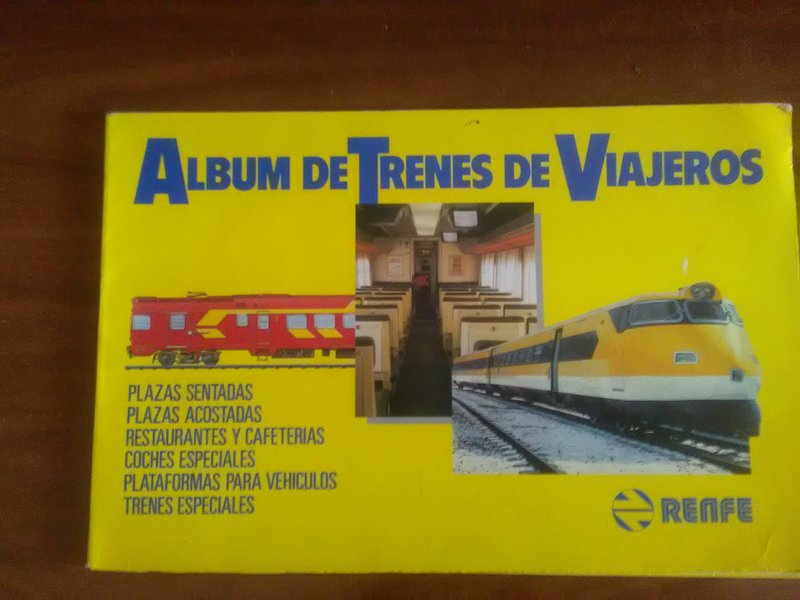 ALBUM DE TRENES DE VIAJEROS
PLAZAS SENTADAS
PLAZAS ACOSTADAS
RESTAURANTES Y CAFETERIAS
COCHES ESPECIALES
PLATAFORMAS PARA VEHICULOS
TRENES ESPECIALES
RENFE